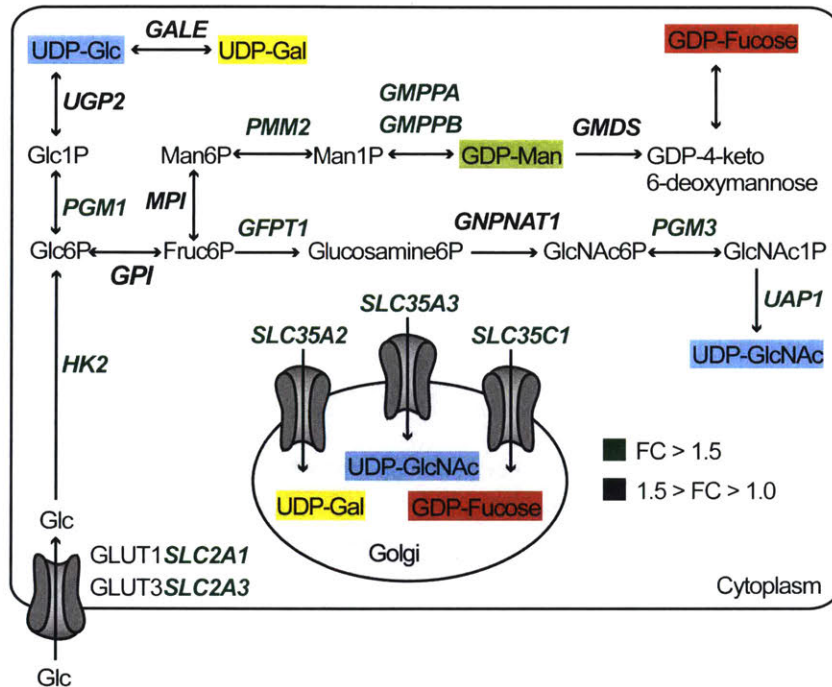 GALE
UDP-Glc UDP-Gal GDP-Fucose
UGP2
GMPPA
PMM2 GMPPB GMDS
Glc1P Man6P Man1P GDP-Man GDP-4-keto
6-deoxymannose
PGM1 MPI GFPT1 GNPNAT1 PGM3
Glc6P Fruc6P Glucosamine6P GlcNAc6P GlcNAc1P
GPI
UAP1
SLC35A3
SLC35A2 SLC35C1
HK2
UDP-GlcNAc
FC > 1.5
UDP-GlcNAc
1.5 > FC > 1.0
UDP-Gal GDP-Fucose
Glc
Golgi
GLUT1 SLC2A1
GLUT3 SLC2A3
Cytoplasm
Glc